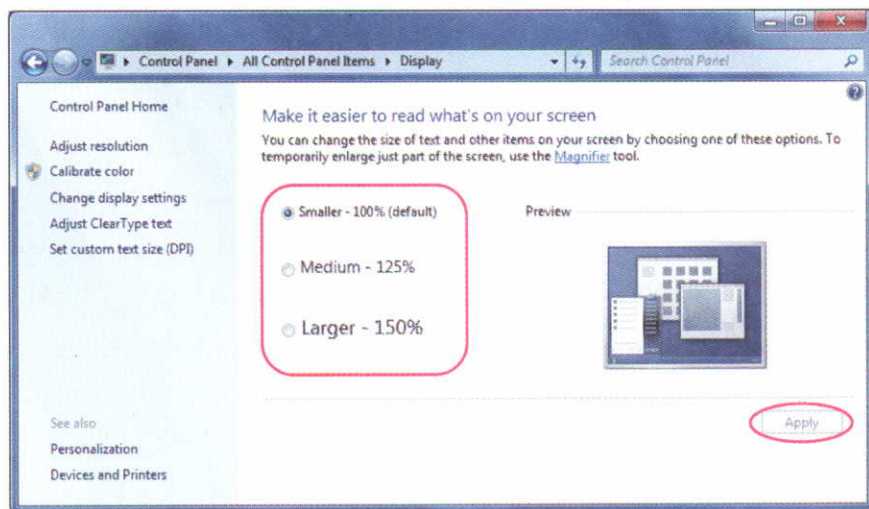 Control Panel ▸ All Control Panel Items ▸ Display
Search Control Panel
Control Panel Home
Adjust resolution
Calibrate color
Change display settings
Adjust ClearType text
Set custom text size (DPI)
See also
Personalization
Devices and Printers
Make it easier to read what's on your screen
You can change the size of text and other items on your screen by choosing one of these options. To
temporarily enlarge just part of the screen, use the Magnifier tool.
Smaller - 100% (default)
Medium - 125%
Larger - 150%
Preview
Apply